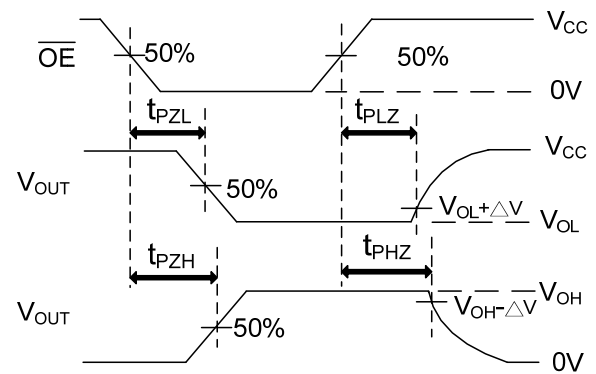 V_CC
OE
50%
50%
0V
t_PZL
t_PLZ
V_CC
V_OUT
50%
V_OL+△V
V_OL
t_PZH
t_PHZ
V_OH
V_OUT
V_OH−△V
50%
0V